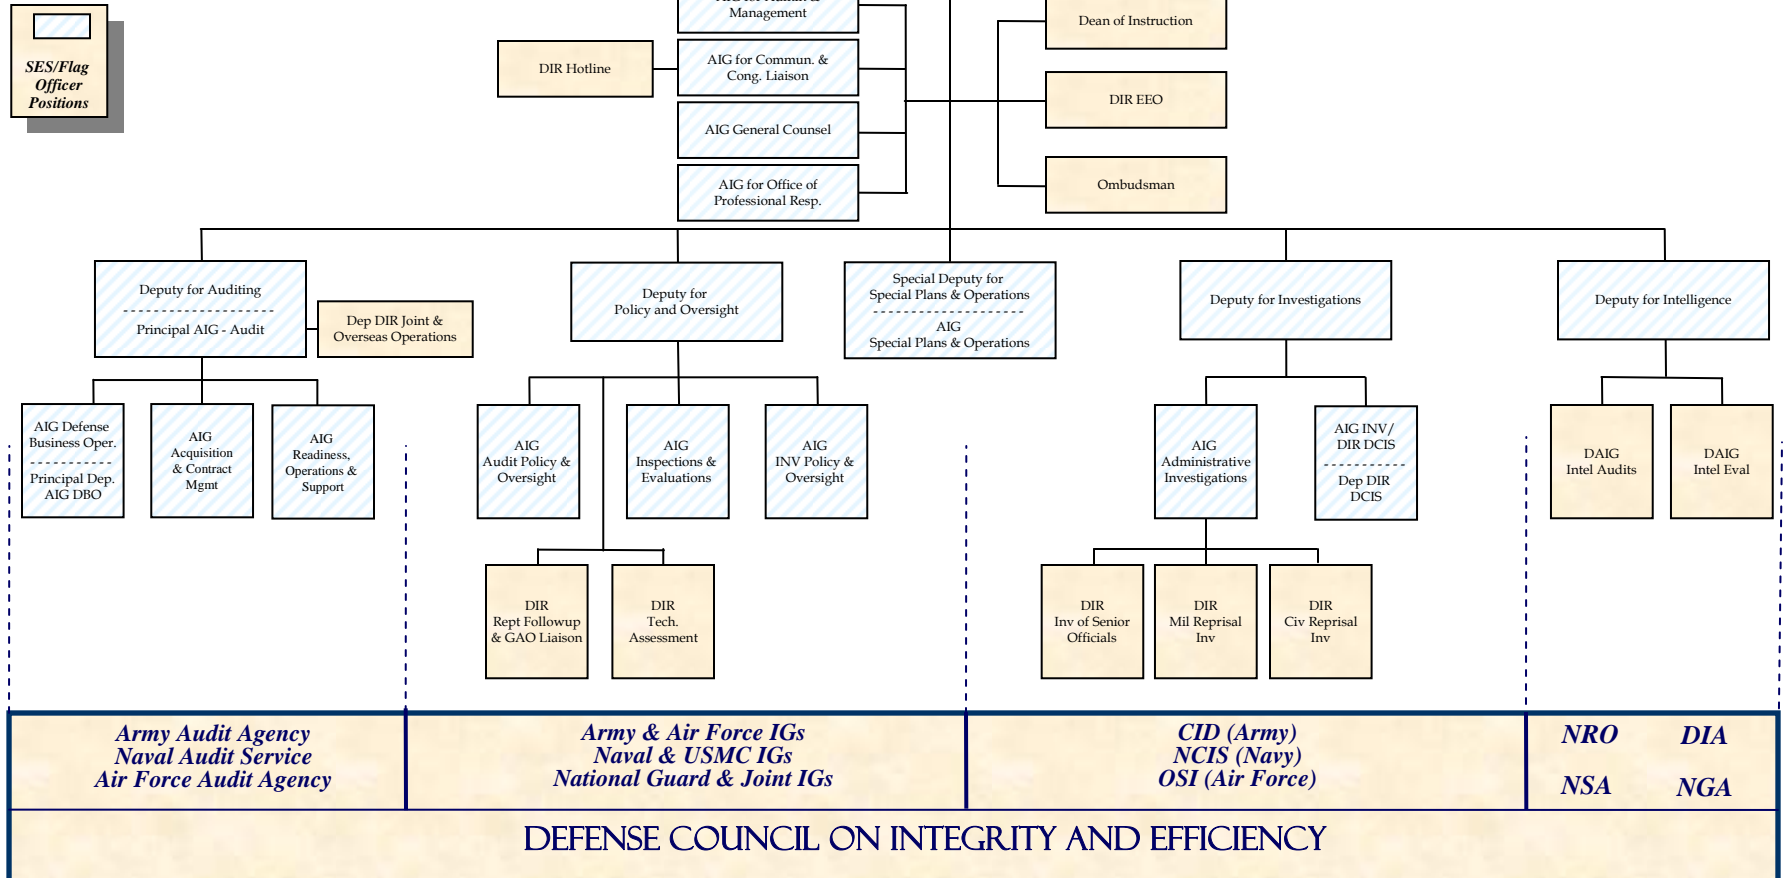 SES/Flag
Officer
Positions
Management
DIR Hotline
AIG for Commun. &
Cong. Liaison
AIG General Counsel
AIG for Office of
Professional Resp.
Dean of Instruction
DIR EEO
Ombudsman
Deputy for Auditing
Principal AIG - Audit
Dep DIR Joint &
Overseas Operations
Deputy for
Policy and Oversight
Special Deputy for
Special Plans & Operations
AIG
Special Plans & Operations
Deputy for Investigations
Deputy for Intelligence
AIG Defense
Business Oper.
Principal Dep.
AIG DBO
AIG
Acquisition
& Contract
Mgmt
AIG
Readiness,
Operations &
Support
AIG
Audit Policy &
Oversight
AIG
Inspections &
Evaluations
AIG
INV Policy &
Oversight
AIG
Administrative
Investigations
AIG INV/
DIR DCIS
Dep DIR
DCIS
DAIG
Intel Audits
DAIG
Intel Eval
DIR
Rept Followup
& GAO Liaison
DIR
Tech.
Assessment
DIR
Inv of Senior
Officials
DIR
Mil Reprisal
Inv
DIR
Civ Reprisal
Inv
Army Audit Agency
Naval Audit Service
Air Force Audit Agency
Army & Air Force IGs
Naval & USMC IGs
National Guard & Joint IGs
CID (Army)
NCIS (Navy)
OSI (Air Force)
NRO DIA
NSA NGA
DEFENSE COUNCIL ON INTEGRITY AND EFFICIENCY